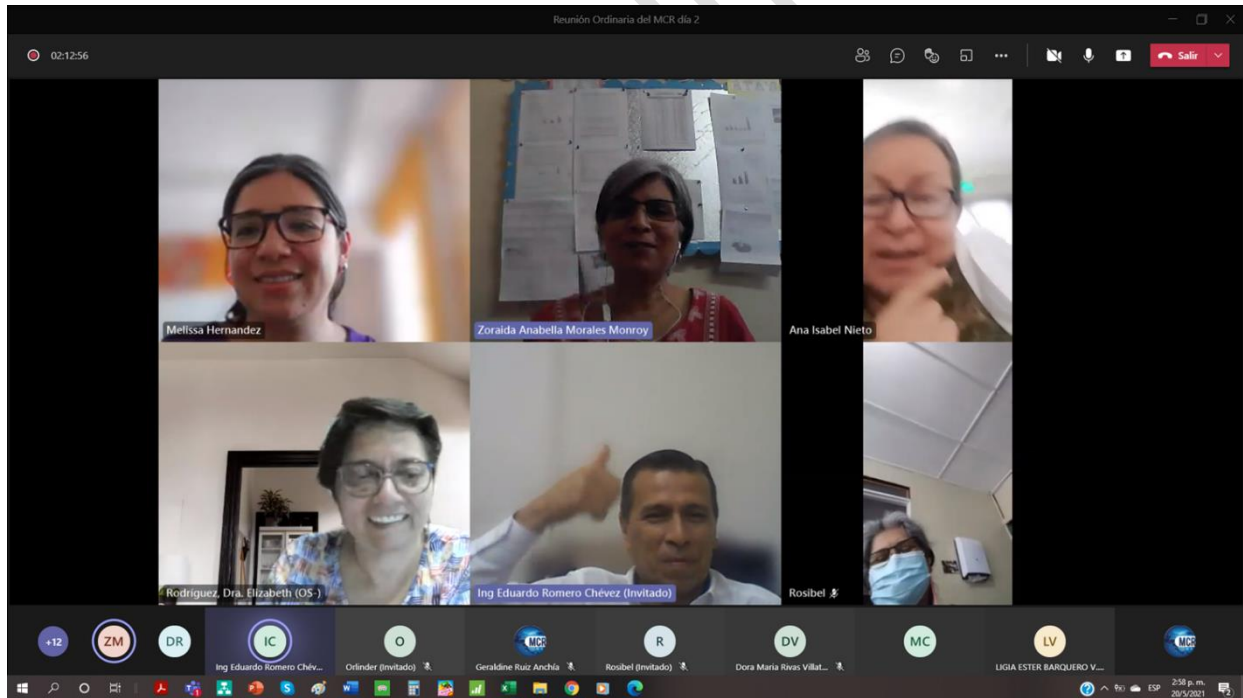 Reunión Ordinaria del MCR día 2
02:12:56
Salir
Melissa Hernandez
Zoraida Anabella Morales Monroy
Ana Isabel Nieto
Rodríguez, Dra. Elizabeth (OS-)
Ing Eduardo Romero Chévez (Invitado)
Rosibel
+12
ZM
DR
IC
O
MCR
R
DV
MC
LV
MCR
Ing Eduardo Romero Chév...
Orlinder (Invitado)
Geraldine Ruiz Anchía
Rosibel (Invitado)
Dora Maria Rivas Villat...
LIGIA ESTER BARQUERO V...
ESP
2:58 p. m.
20/5/2021